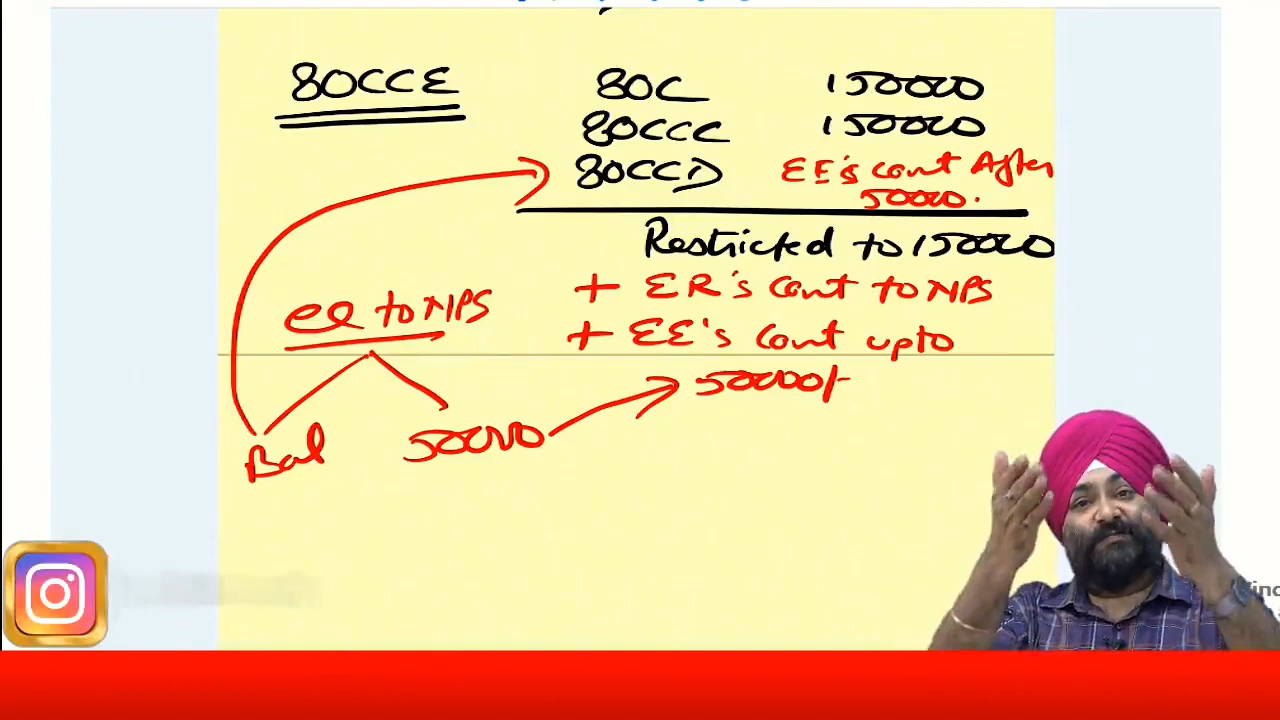 80CCE
80C 150000
80CCC 150000
80CCD EE's cont After
50000.
Restricted to 150000
+ ER's cont to NPS
+ EE's cont upto
50000/-
ee to NPS
Bal 50000